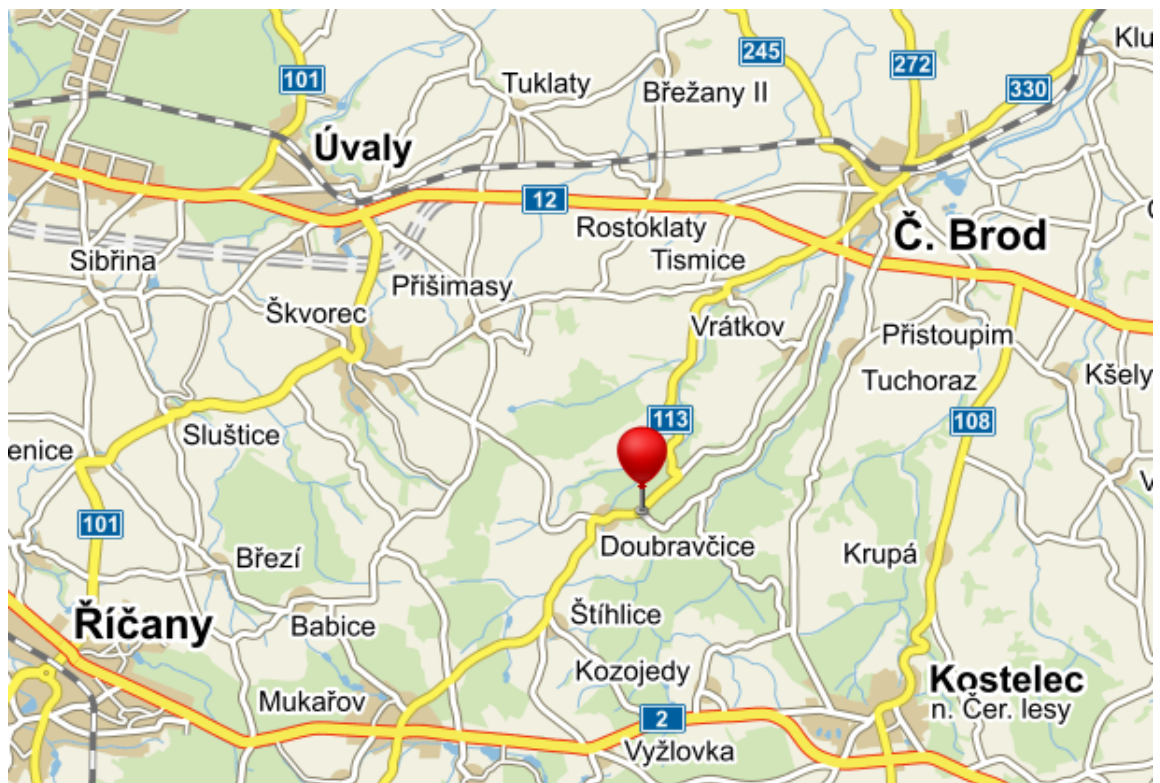 Klu
245
272
101
Tuklaty
Břežany II
330
Úvaly
12
Rostoklaty
Č. Brod
Sibřina
Tismice
Přišimasy
Škvorec
Vrátkov
Přistoupim
Tuchoraz
Kšely
Sluštice
113
108
enice
V
101
Doubravčice
Březí
Krupá
Říčany
Babice
Štíhlice
Kozojedy
Kostelec
n. Čer. lesy
Mukařov
2
Vyžlovka